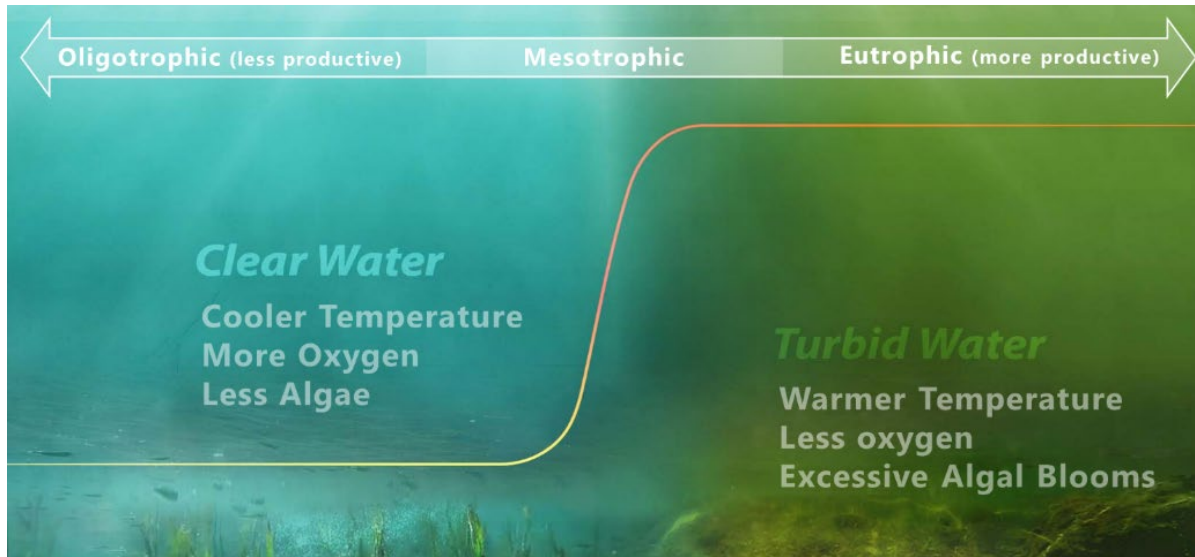 Oligotrophic (less productive)
Mesotrophic
Eutrophic (more productive)
Clear Water
Cooler Temperature
More Oxygen
Less Algae
Turbid Water
Warmer Temperature
Less oxygen
Excessive Algal Blooms